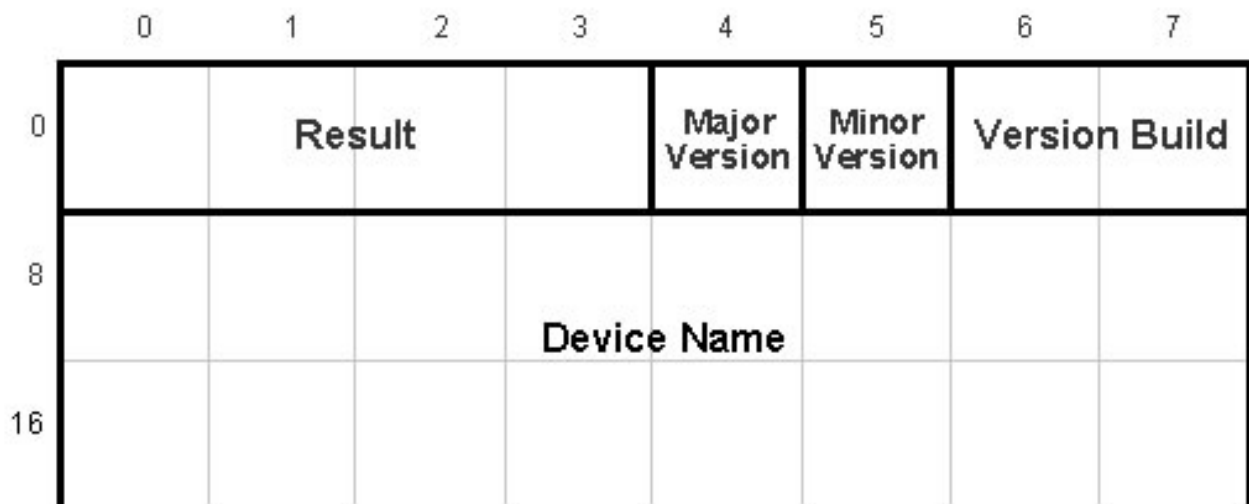 0 1 2 3 4 5 6 7
0
Result
Major
Version
Minor
Version
Version Build
8
Device Name
16